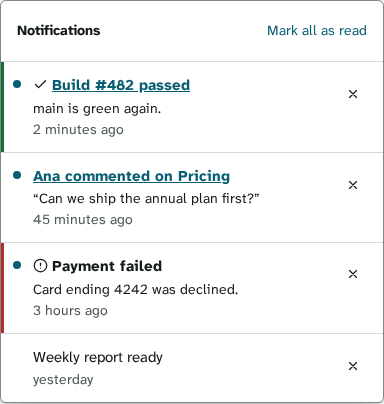 Notifications
Mark all as read
Build #482 passed
main is green again.
2 minutes ago
Ana commented on Pricing
“Can we ship the annual plan first?”
45 minutes ago
Payment failed
Card ending 4242 was declined.
3 hours ago
Weekly report ready
yesterday